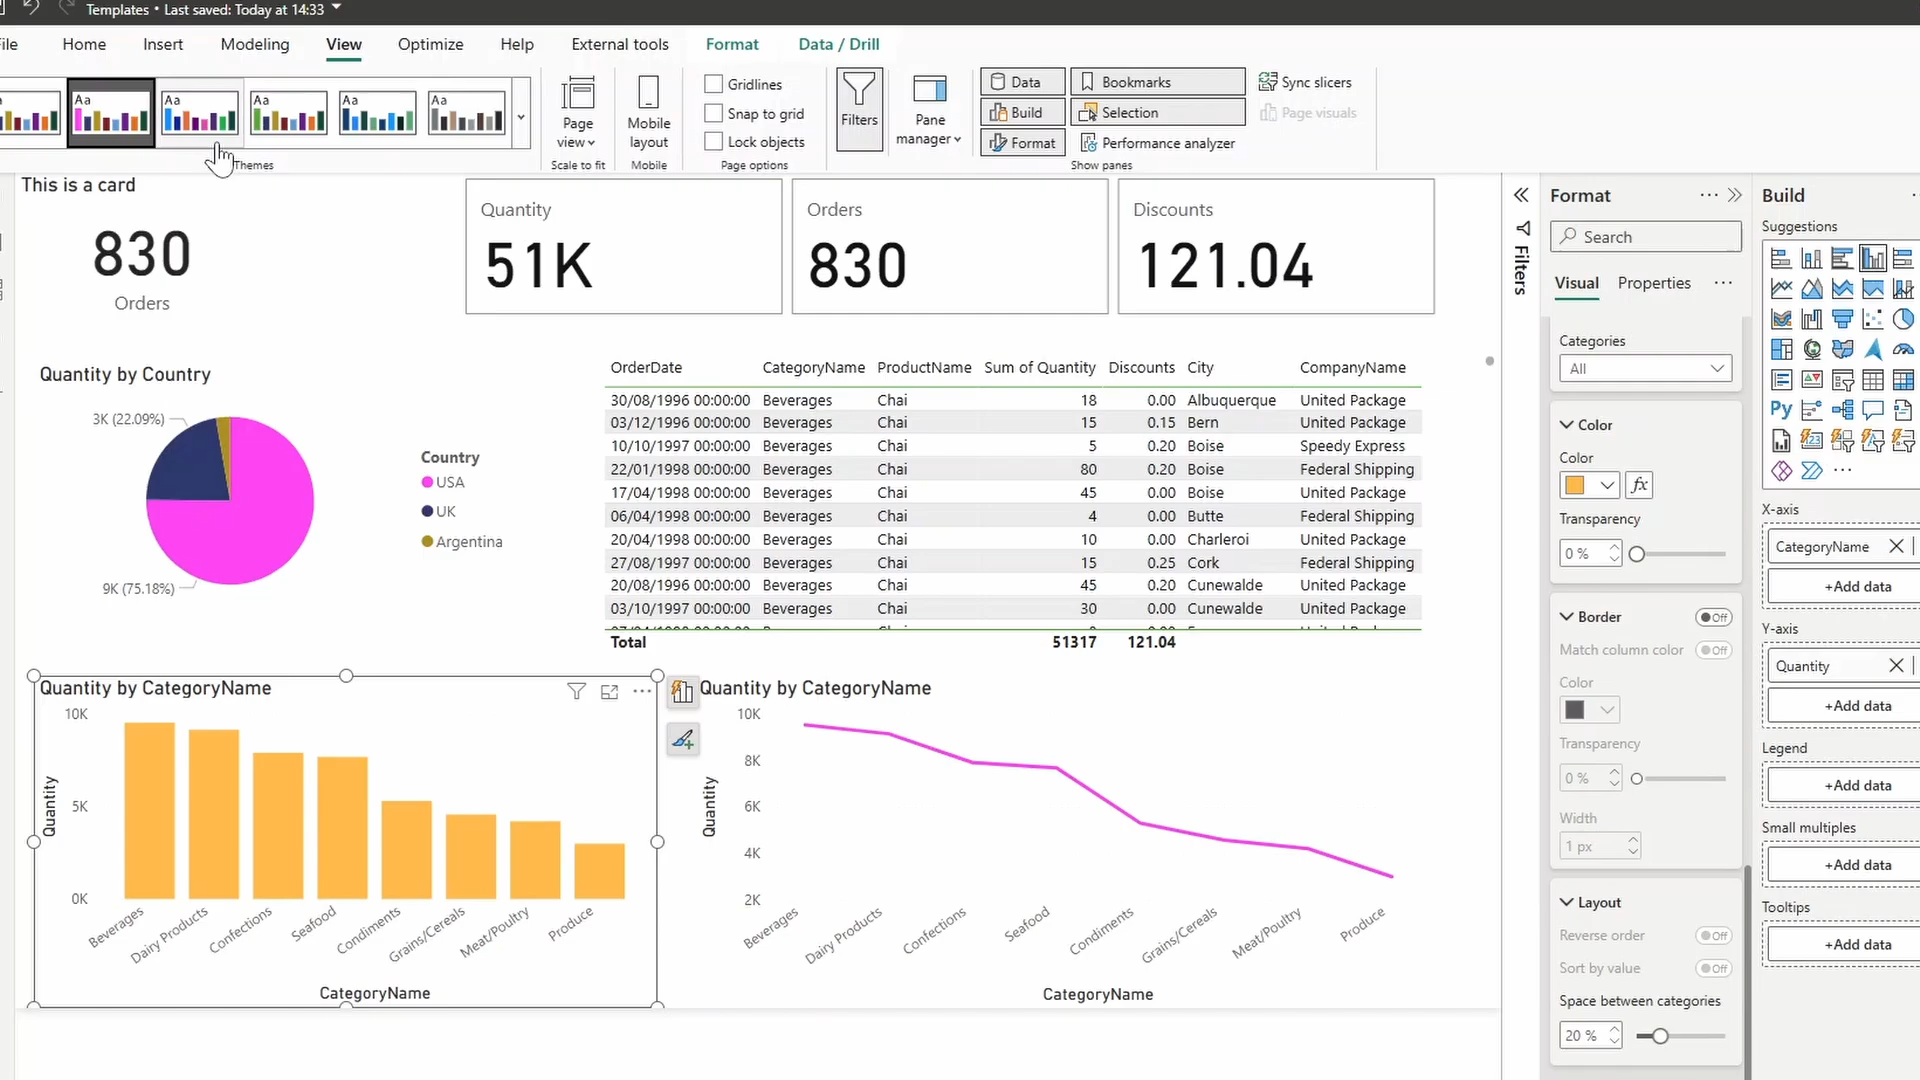 Templates • Last saved: Today at 14:33
Home
Insert
Modeling
View
Optimize
Help
External tools
Format
Data / Drill
Aa
Aa
Aa
Aa
Aa
Themes
Page view
Scale to fit
Mobile layout
Mobile
Gridlines
Snap to grid
Lock objects
Page options
Filters
Pane manager
Data
Build
Format
Bookmarks
Selection
Performance analyzer
Sync slicers
Page visuals
Show panes
This is a card
830
Orders
Quantity
51K
Orders
830
Discounts
121.04
Quantity by Country
3K (22.09%)
9K (75.18%)
Country
USA
UK
Argentina
OrderDate CategoryName ProductName Sum of Quantity Discounts City CompanyName
30/08/1996 00:00:00 Beverages Chai 18 0.00 Albuquerque United Package
03/12/1996 00:00:00 Beverages Chai 15 0.15 Bern United Package
10/10/1997 00:00:00 Beverages Chai 5 0.20 Boise Speedy Express
22/01/1998 00:00:00 Beverages Chai 80 0.20 Boise Federal Shipping
17/04/1998 00:00:00 Beverages Chai 45 0.00 Boise United Package
06/04/1998 00:00:00 Beverages Chai 4 0.00 Butte Federal Shipping
20/04/1998 00:00:00 Beverages Chai 10 0.00 Charleroi United Package
27/08/1997 00:00:00 Beverages Chai 15 0.25 Cork Federal Shipping
20/08/1996 00:00:00 Beverages Chai 45 0.20 Cunewalde United Package
03/10/1997 00:00:00 Beverages Chai 30 0.00 Cunewalde United Package
Total 51317 121.04
Quantity by CategoryName
10K
5K
0K
Quantity
Beverages
Dairy Products
Confections
Seafood
Condiments
Grains/Cereals
Meat/Poultry
Produce
CategoryName
Quantity by CategoryName
10K
8K
6K
4K
2K
Quantity
Beverages
Dairy Products
Confections
Seafood
Condiments
Grains/Cereals
Meat/Poultry
Produce
CategoryName
Filters
Format
Search
Visual
Properties
Categories
All
Color
Color
fx
Transparency
0 %
Border
Off
Match column color
Off
Color
Transparency
0 %
Width
1 px
Layout
Reverse order
Off
Sort by value
Off
Space between categories
20 %
Build
Suggestions
Py
123
X-axis
CategoryName
+Add data
Y-axis
Quantity
+Add data
Legend
+Add data
Small multiples
+Add data
Tooltips
+Add data